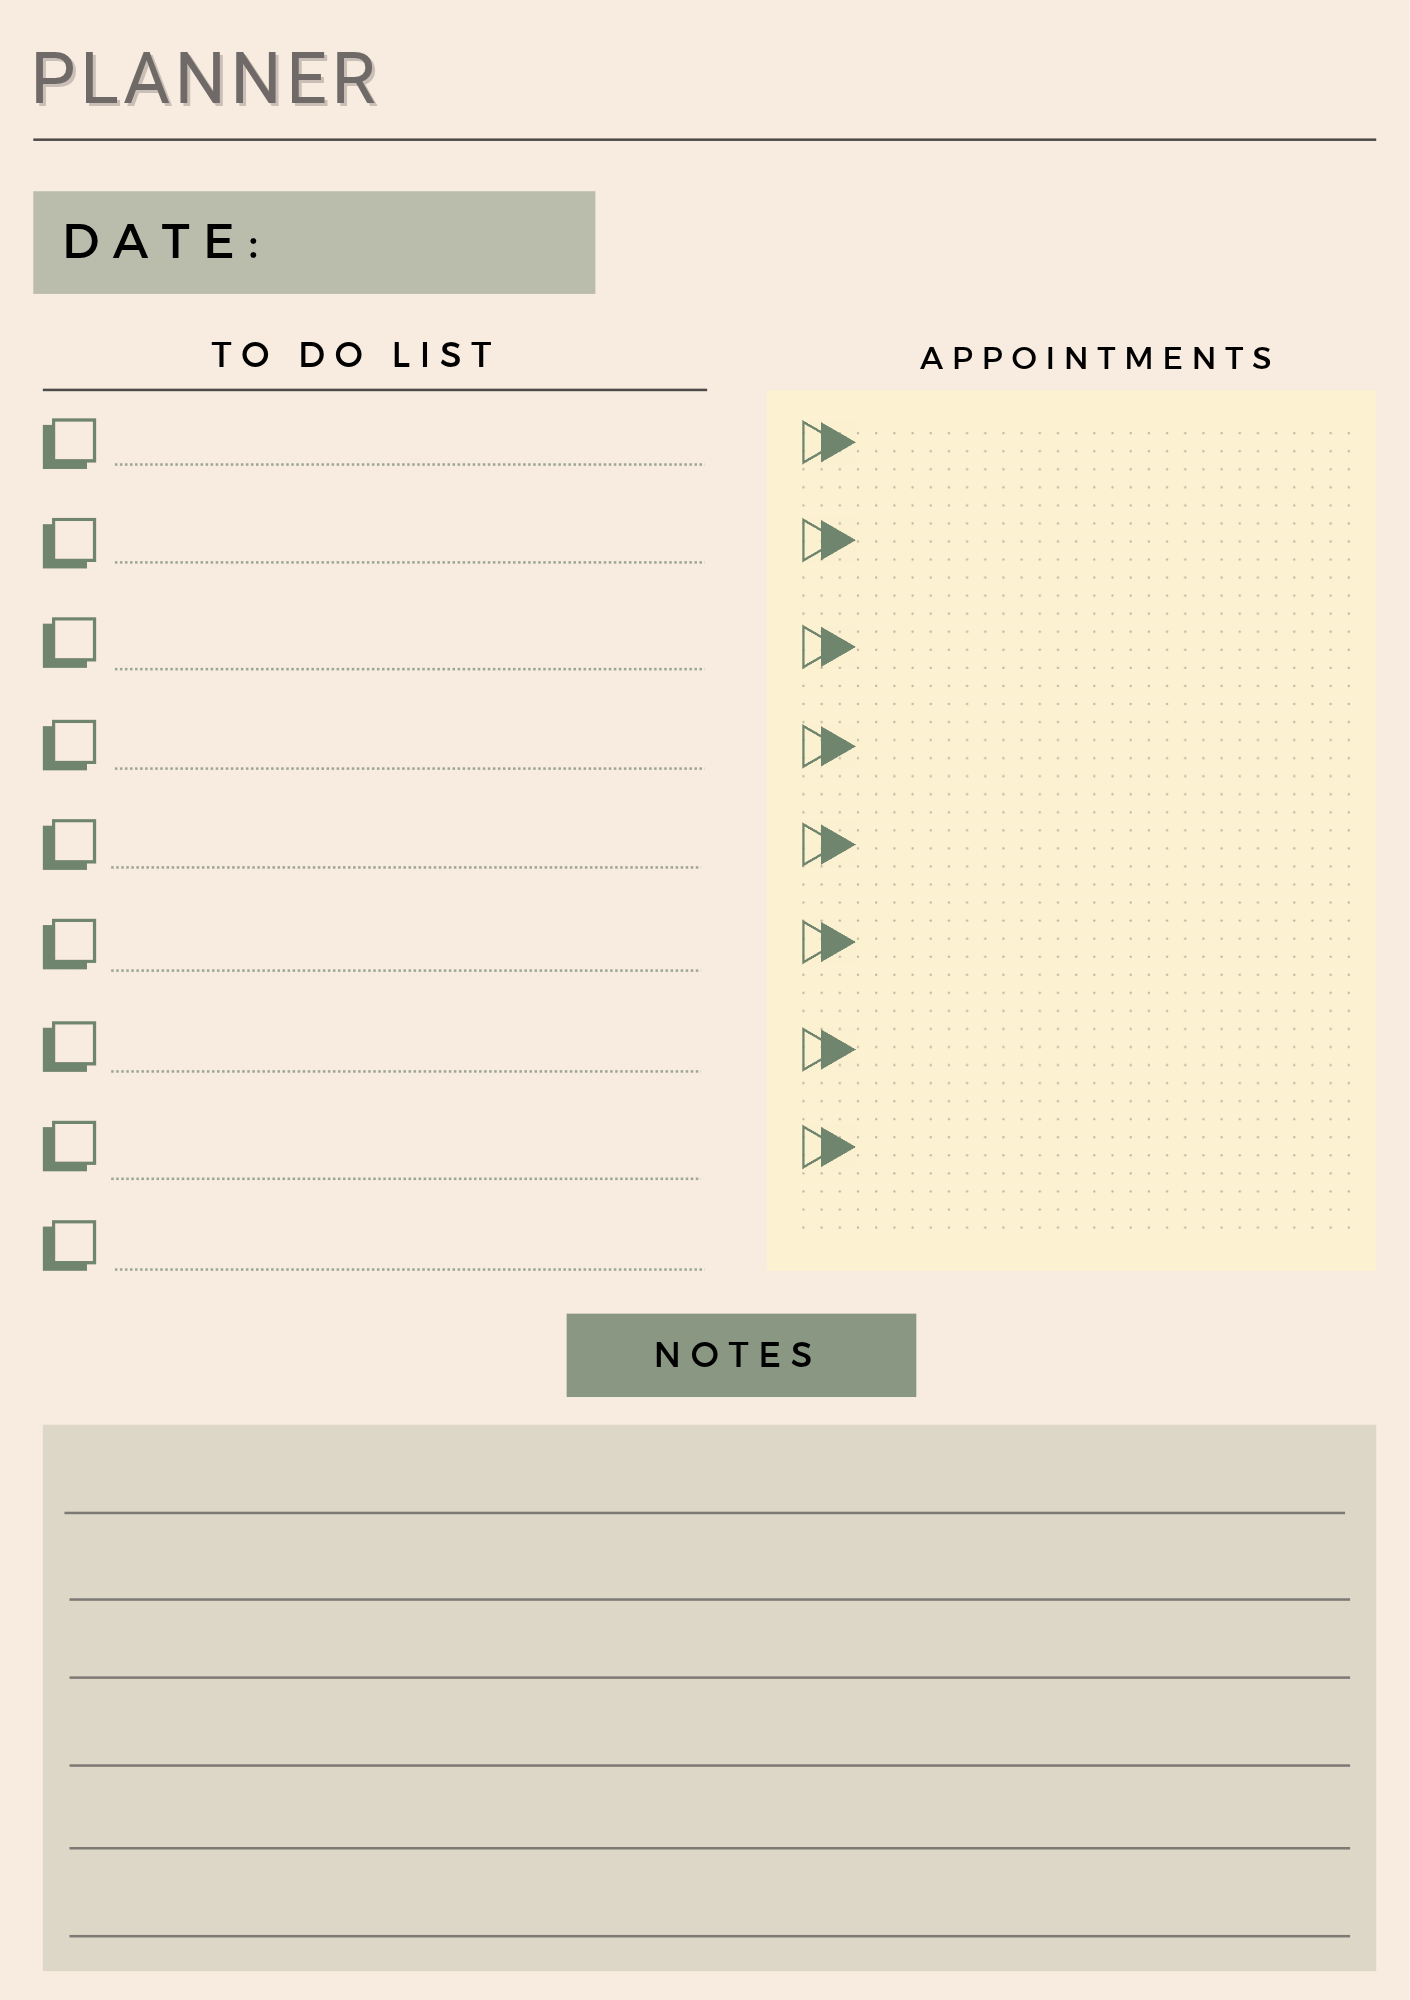 PLANNER
DATE:
TO DO LIST
APPOINTMENTS
NOTES